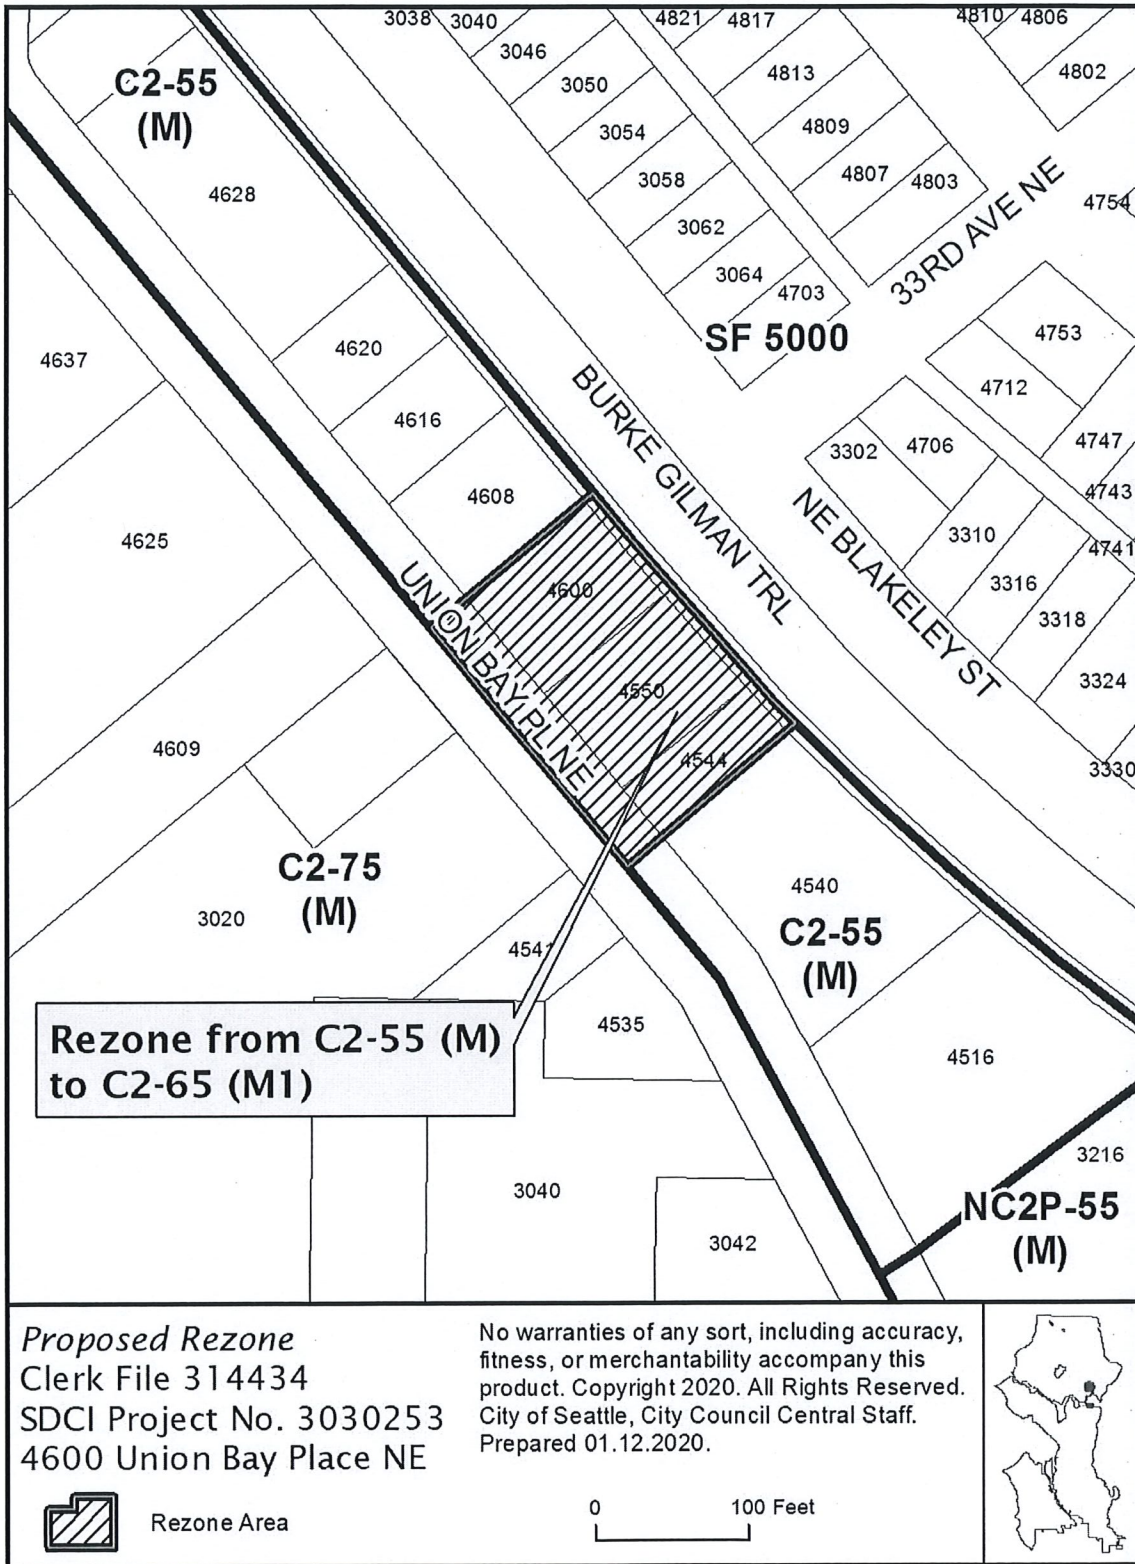 3038 3040 4821 4817 4810 4806
3046 4813 4802
C2-55
(M)
3050
3054 4809
4628 3058 4807 4803
33RD AVE NE
4754
3062
3064 4703
SF 5000
4753
4637 4620
4712
BURKE GILMAN TRL
4616 3302 4706 4747
4608 4743
NE BLAKELEY ST
4625 3310 4741
UNION BAY PL NE
4600 3316
3318
4550 3324
4609 4544 3330
C2-75
(M)
3020
4540
C2-55
(M)
4541
Rezone from C2-55 (M)
to C2-65 (M1)
4535
4516
3216
3040
NC2P-55
(M)
3042
Proposed Rezone
Clerk File 314434
SDCI Project No. 3030253
4600 Union Bay Place NE
Rezone Area
No warranties of any sort, including accuracy,
fitness, or merchantability accompany this
product. Copyright 2020. All Rights Reserved.
City of Seattle, City Council Central Staff.
Prepared 01.12.2020.
0 100 Feet